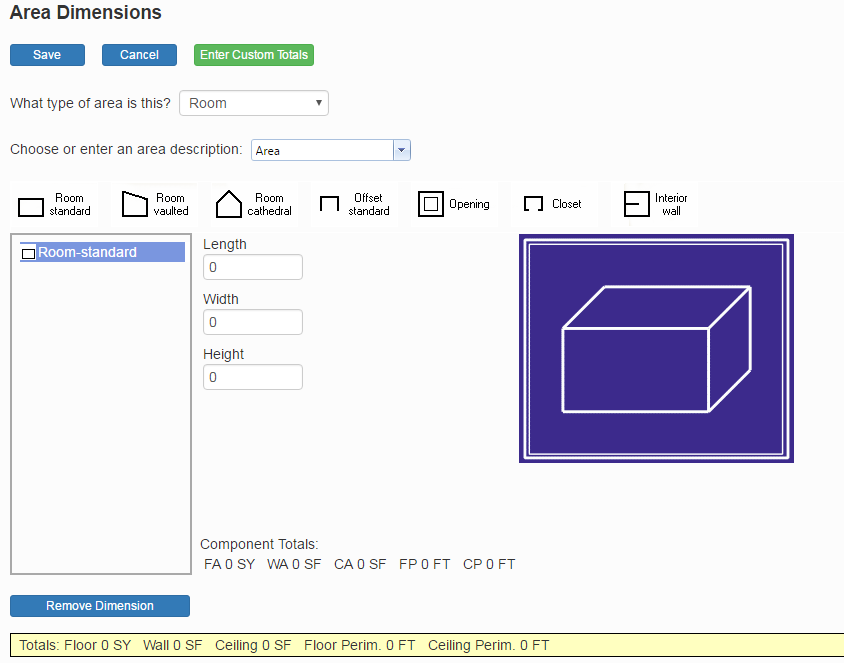 Area Dimensions
Save Cancel Enter Custom Totals
What type of area is this? Room
Choose or enter an area description: Area
Room standard
Room vaulted
Room cathedral
Offset standard
Opening
Closet
Interior wall
Room-standard
Length
0
Width
0
Height
0
Component Totals:
FA 0 SY WA 0 SF CA 0 SF FP 0 FT CP 0 FT
Remove Dimension
Totals: Floor 0 SY Wall 0 SF Ceiling 0 SF Floor Perim. 0 FT Ceiling Perim. 0 FT